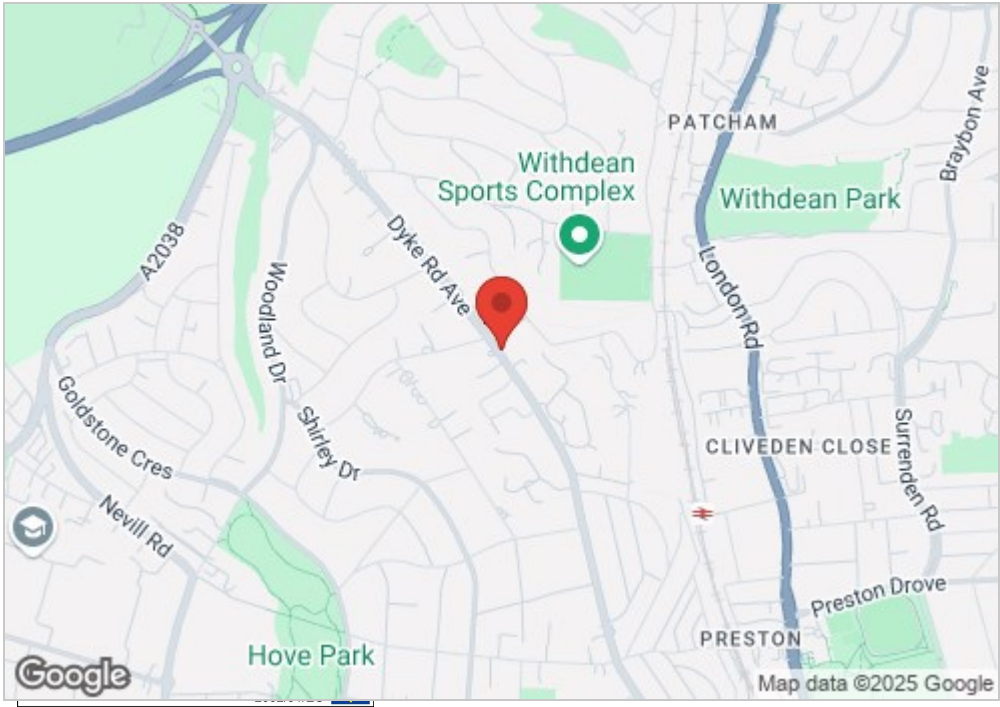 PATCHAM
Withdean
Sports Complex
Withdean Park
Braybon Ave
A2038
Dyke Rd Ave
Woodland Dr
London Rd
Goldstone Cres
Shirley Dr
CLIVEDEN CLOSE
Surrenden Rd
Nevill Rd
Preston Drove
PRESTON
Hove Park
Google
Map data ©2025 Google